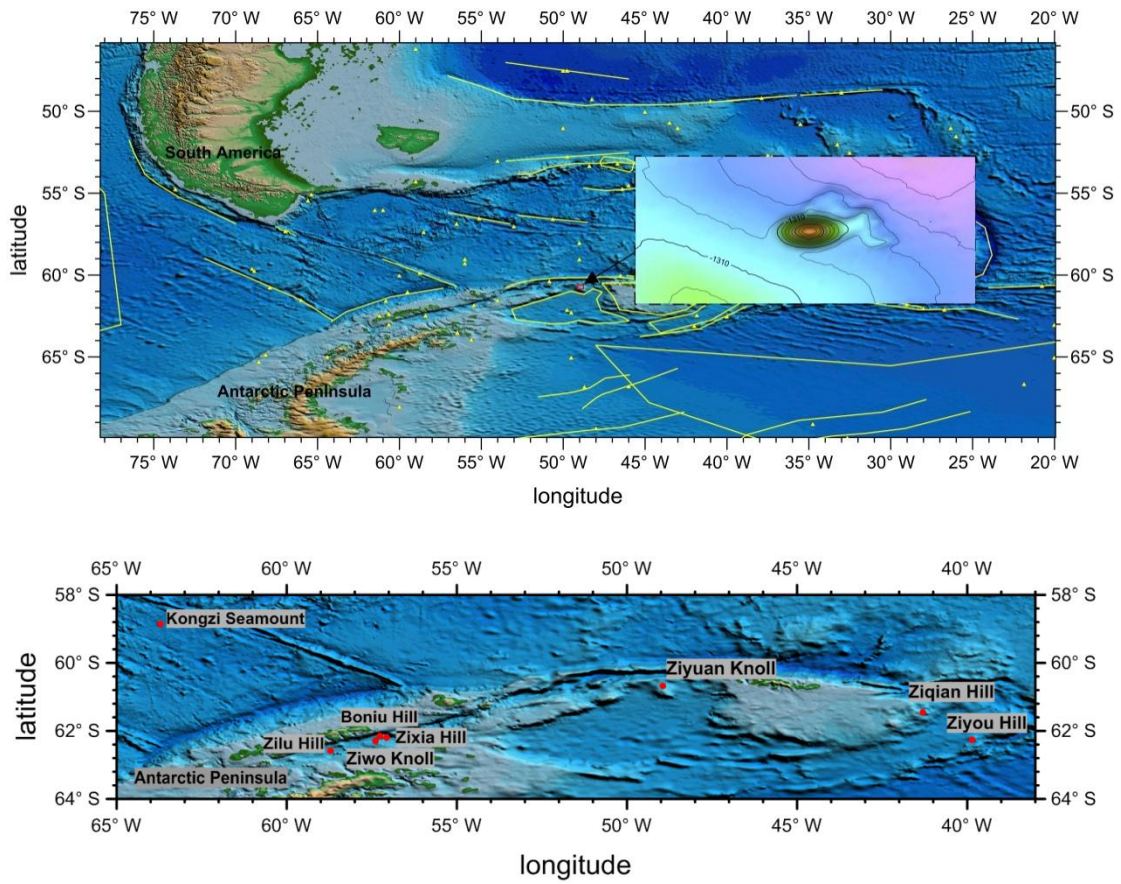 75° W 70° W 65° W 60° W 55° W 50° W 45° W 40° W 35° W 30° W 25° W 20° W
50° S 50° S
South America
55° S 55° S
-1310
latitude latitude
60° S 60° S
-1310
65° S 65° S
Antarctic Peninsula
75° W 70° W 65° W 60° W 55° W 50° W 45° W 40° W 35° W 30° W 25° W 20° W
longitude
65° W 60° W 55° W 50° W 45° W 40° W
58° S 58° S
Kongzi Seamount
60° S 60° S
Ziyuan Knoll
latitude latitude
Ziqian Hill
Boniu Hill
Ziyou Hill
62° S 62° S
Zilu Hill Zixia Hill
Ziwo Knoll
Antarctic Peninsula
64° S 64° S
65° W 60° W 55° W 50° W 45° W 40° W
longitude